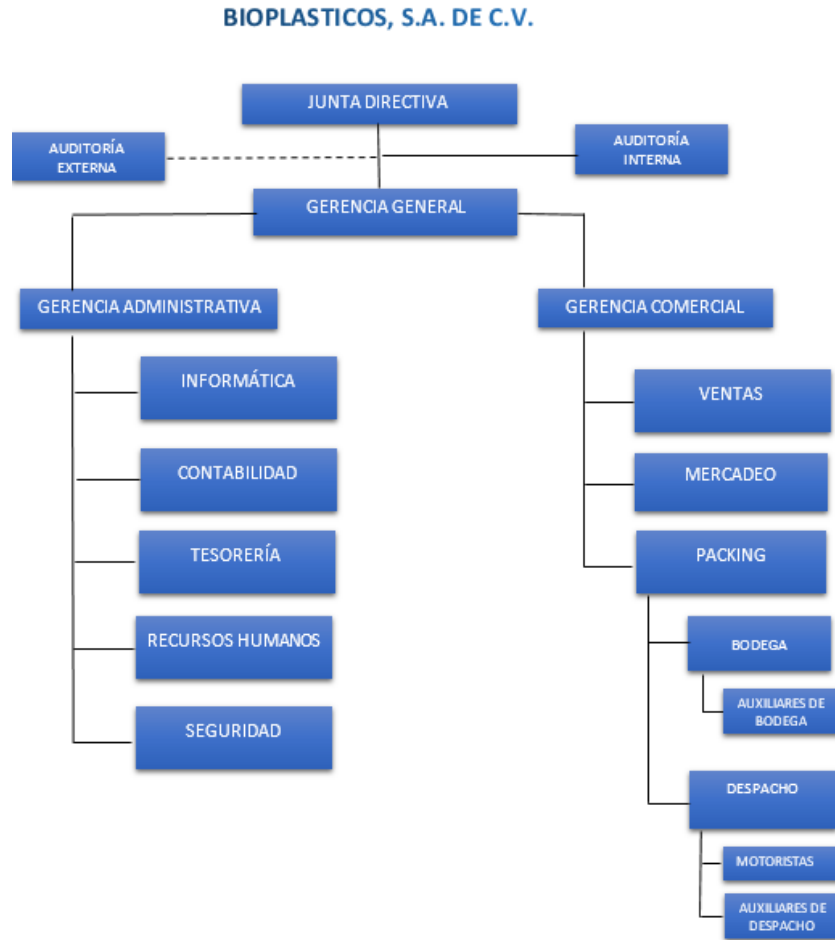 BIOPLASTICOS, S.A. DE C.V.
JUNTA DIRECTIVA
AUDITORÍA
EXTERNA
AUDITORÍA
INTERNA
GERENCIA GENERAL
GERENCIA ADMINISTRATIVA
GERENCIA COMERCIAL
INFORMÁTICA
CONTABILIDAD
TESORERÍA
RECURSOS HUMANOS
SEGURIDAD
VENTAS
MERCADEO
PACKING
BODEGA
AUXILIARES DE
BODEGA
DESPACHO
MOTORISTAS
AUXILIARES DE
DESPACHO